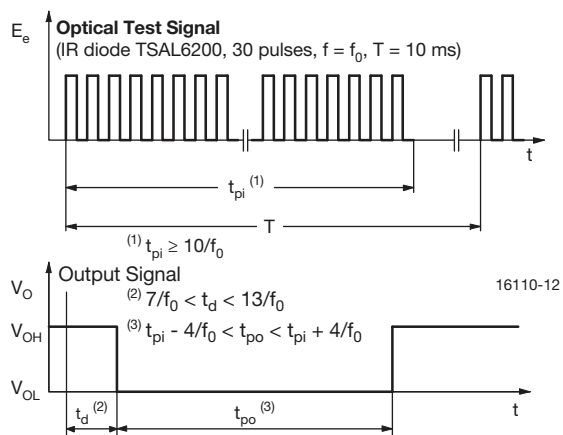 E_e
Optical Test Signal
(IR diode TSAL6200, 30 pulses, f = f_0, T = 10 ms)
t
t_pi (1)
T
(1) t_pi ≥ 10/f_0
V_O
Output Signal
16110-12
(2) 7/f_0 < t_d < 13/f_0
V_OH
(3) t_pi - 4/f_0 < t_po < t_pi + 4/f_0
V_OL
t_d (2)
t_po (3)
t